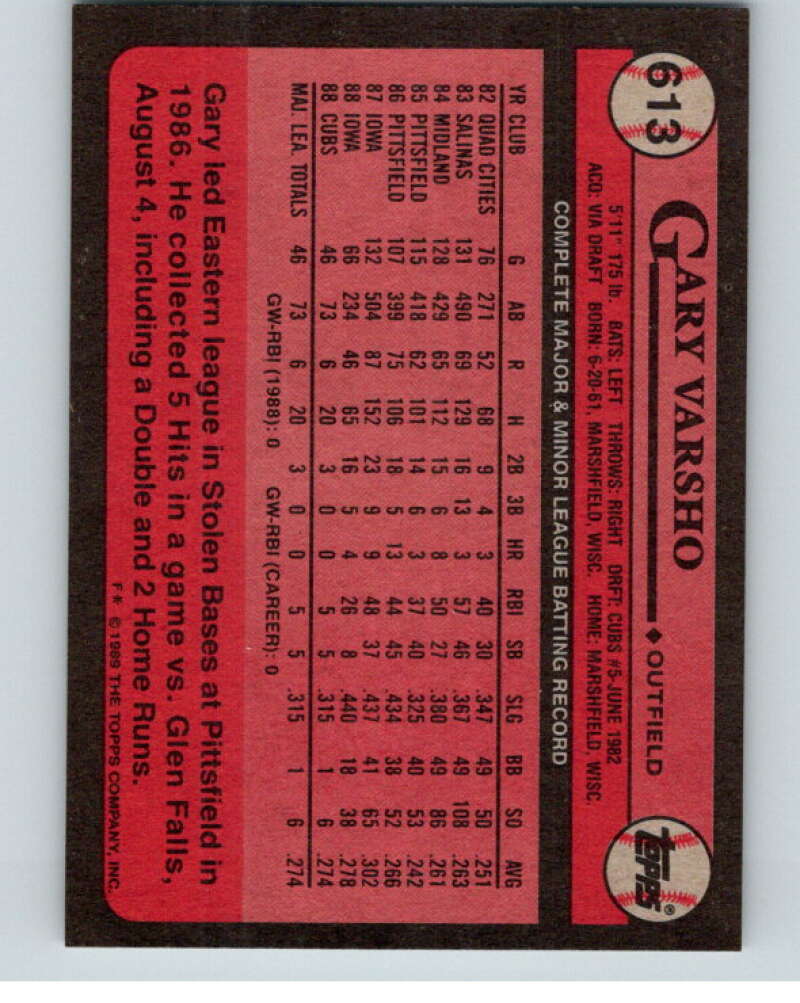 613
GARY VARSHO ♦ OUTFIELD
TOPPS®
5'11" 175 lb. BATS: LEFT THROWS: RIGHT DRFT: CUBS #5-JUNE 1982
ACQ: VIA DRAFT BORN: 6-20-61, MARSHFIELD, WISC. HOME: MARSHFIELD, WISC.
COMPLETE MAJOR & MINOR LEAGUE BATTING RECORD
YR CLUB G AB R H 2B 3B HR RBI SB SLG BB SO AVG
82 QUAD CITIES 76 271 52 68 9 4 3 40 30 .347 49 50 .251
83 SALINAS 131 490 69 129 16 13 3 57 46 .367 49 108 .263
84 MIDLAND 128 429 65 112 15 6 8 50 27 .380 49 86 .261
85 PITTSFIELD 115 418 62 101 14 6 3 37 40 .325 40 53 .242
86 PITTSFIELD 107 399 75 106 18 5 13 44 45 .434 38 52 .266
87 IOWA 132 504 87 152 23 9 9 48 37 .437 41 65 .302
88 IOWA 66 234 46 65 16 5 4 26 8 .440 18 38 .278
88 CUBS 46 73 6 20 3 0 0 5 5 .315 1 6 .274
MAJ. LEA. TOTALS 46 73 6 20 3 0 0 5 5 .315 1 6 .274
GW-RBI (1988): 0 GW-RBI (CAREER): 0
Gary led Eastern league in Stolen Bases at Pittsfield in
1986. He collected 5 Hits in a game vs. Glen Falls,
August 4, including a Double and 2 Home Runs.
F* ©1989 THE TOPPS COMPANY, INC.